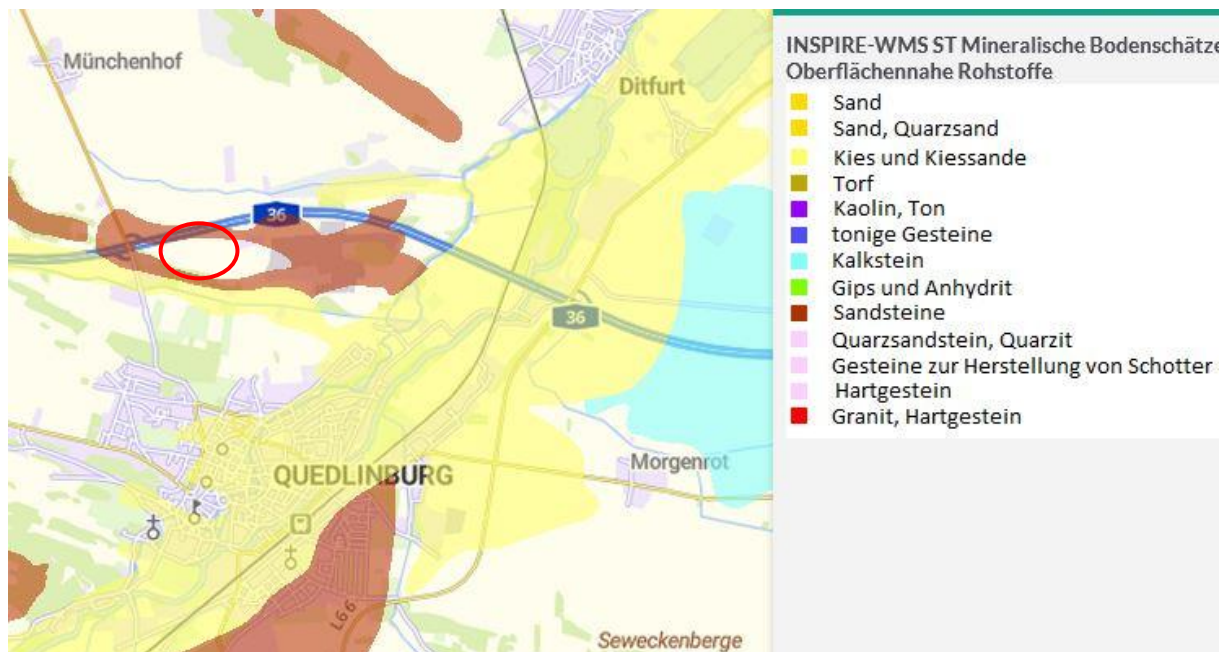 Münchenhof
Ditfurt
36
36
QUEDLINBURG
Morgenrot
L66
Seweckenberge
INSPIRE-WMS ST Mineralische Bodenschätze
Oberflächennahe Rohstoffe
Sand
Sand, Quarzsand
Kies und Kiessande
Torf
Kaolin, Ton
tonige Gesteine
Kalkstein
Gips und Anhydrit
Sandsteine
Quarzsandstein, Quarzit
Gesteine zur Herstellung von Schotter
Hartgestein
Granit, Hartgestein